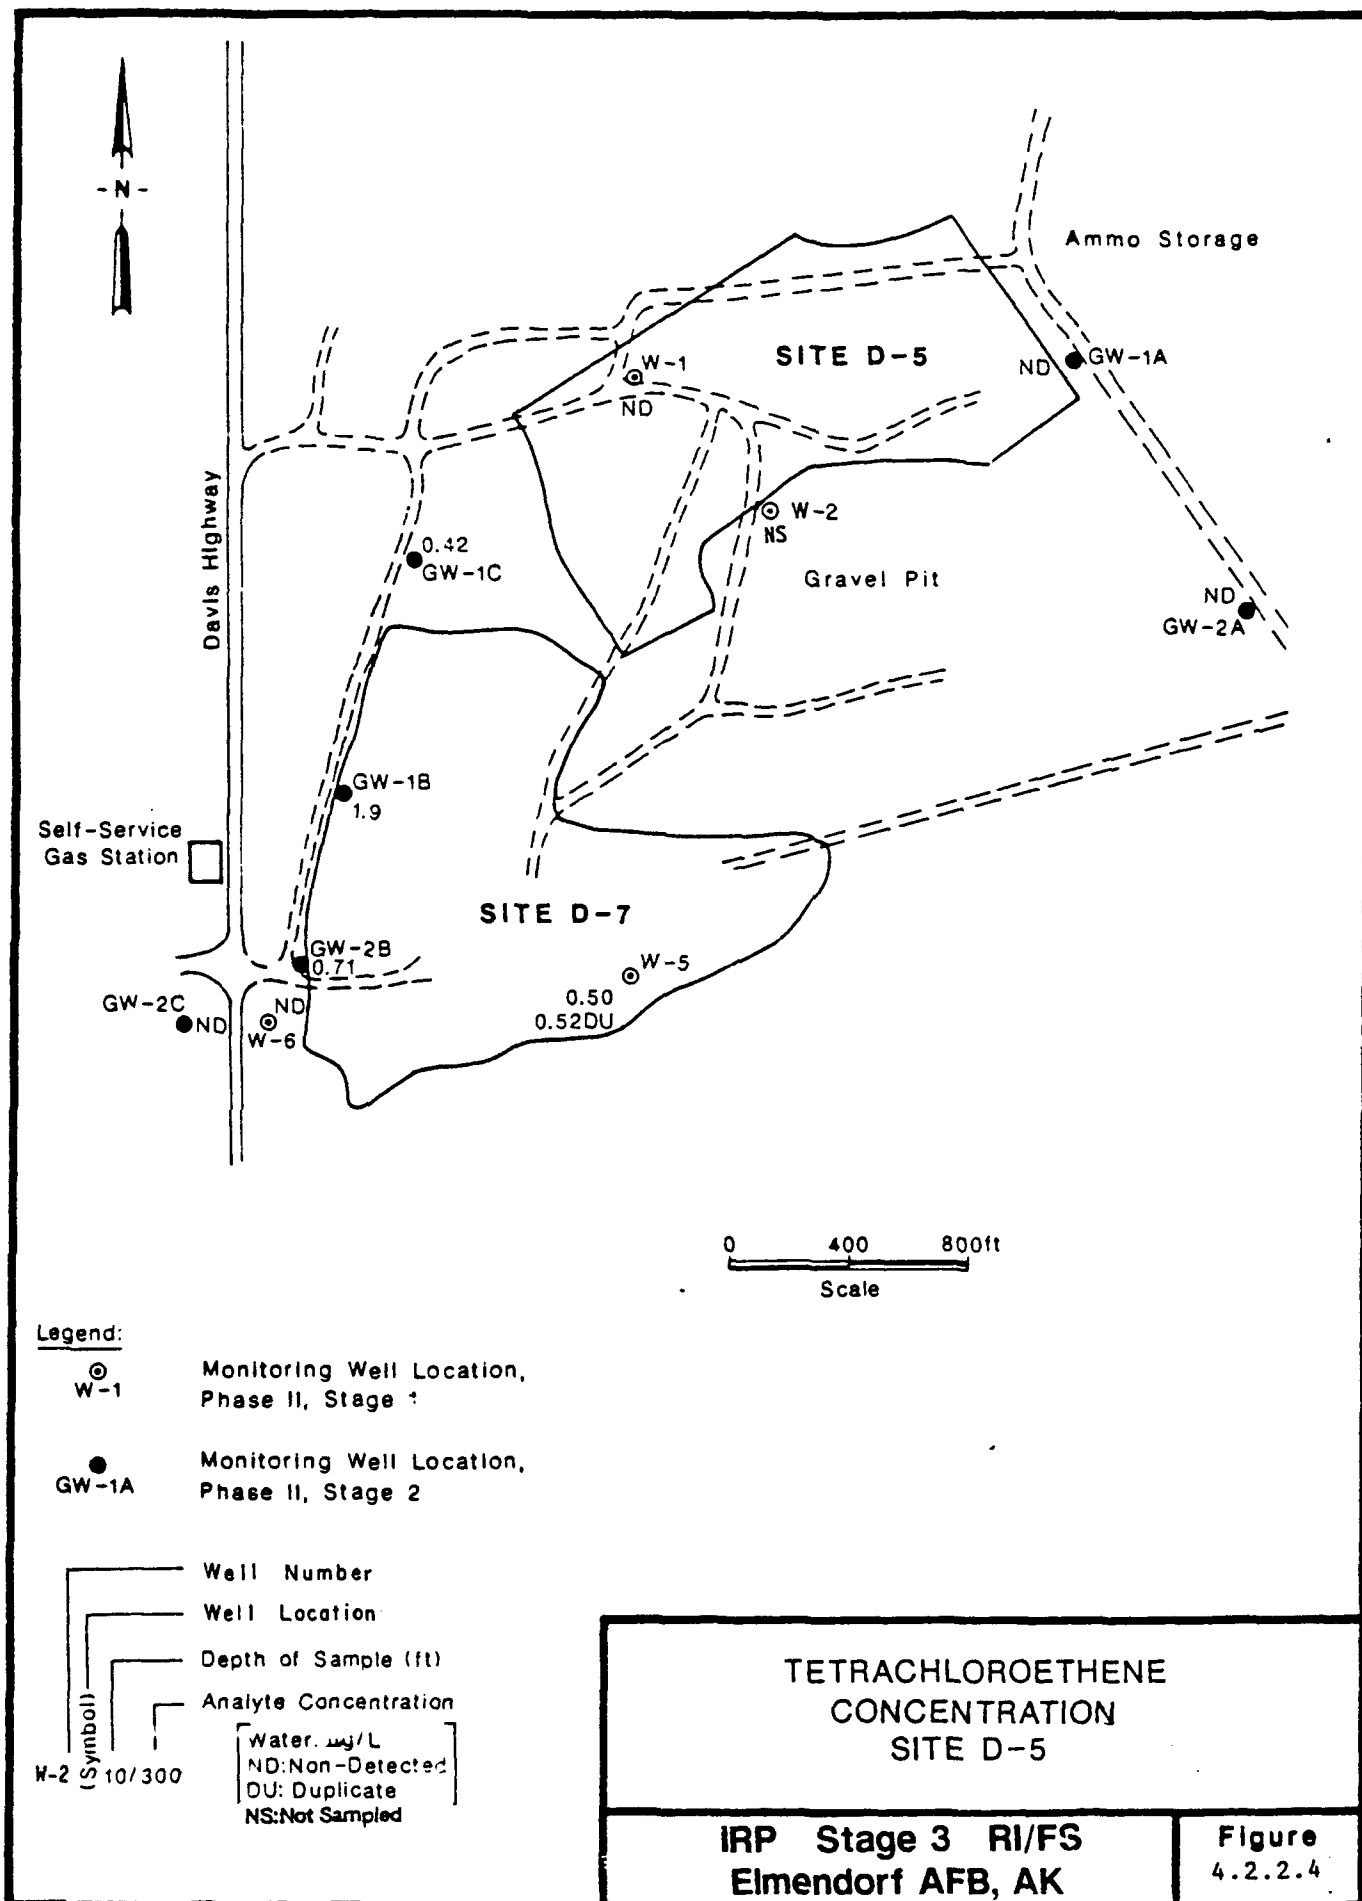 - N -
Ammo Storage
SITE D-5
W-1
ND
ND
GW-1A
W-2
NS
Gravel Pit
ND
GW-2A
Davis Highway
0.42
GW-1C
GW-1B
1.9
Self-Service
Gas Station
SITE D-7
GW-2B
0.71
W-5
0.50
0.52DU
GW-2C
ND
ND
W-6
0 400 800ft
Scale
Legend:
W-1
Monitoring Well Location,
Phase II, Stage 1
GW-1A
Monitoring Well Location,
Phase II, Stage 2
Well Number
Well Location
Depth of Sample (ft)
Analyte Concentration
Water. ug/L
ND:Non-Detected
DU: Duplicate
NS:Not Sampled
W-2 (Symbol) 10/300
TETRACHLOROETHENE
CONCENTRATION
SITE D-5
IRP Stage 3 RI/FS
Elmendorf AFB, AK
Figure
4.2.2.4